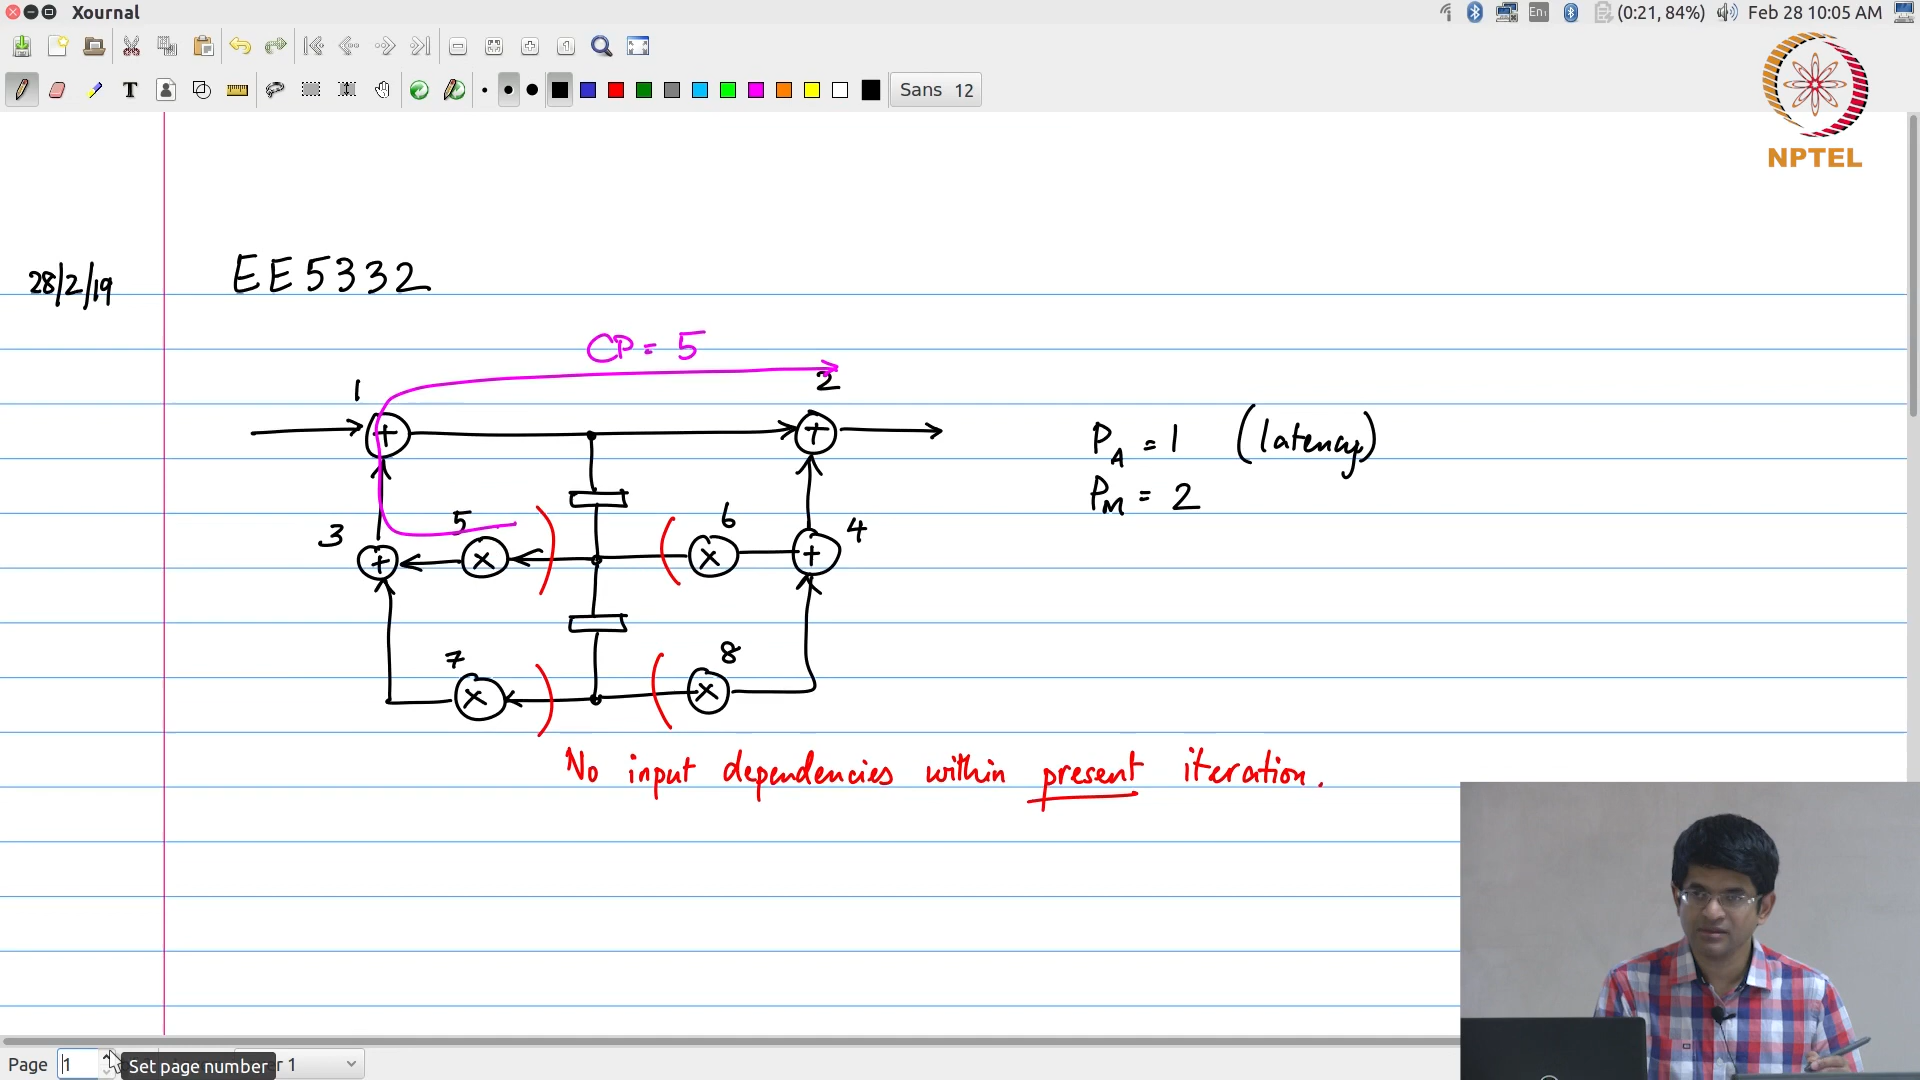 Xournal
En
(0:21, 84%)
Feb 28 10:05 AM
T
Sans 12
NPTEL
28/2/19
EE5332
CP = 5
1
2
P_A = 1 (latency)
P_M = 2
3
5
6
4
7
8
No input dependencies within present iteration.
Page 1
Set page number
r 1